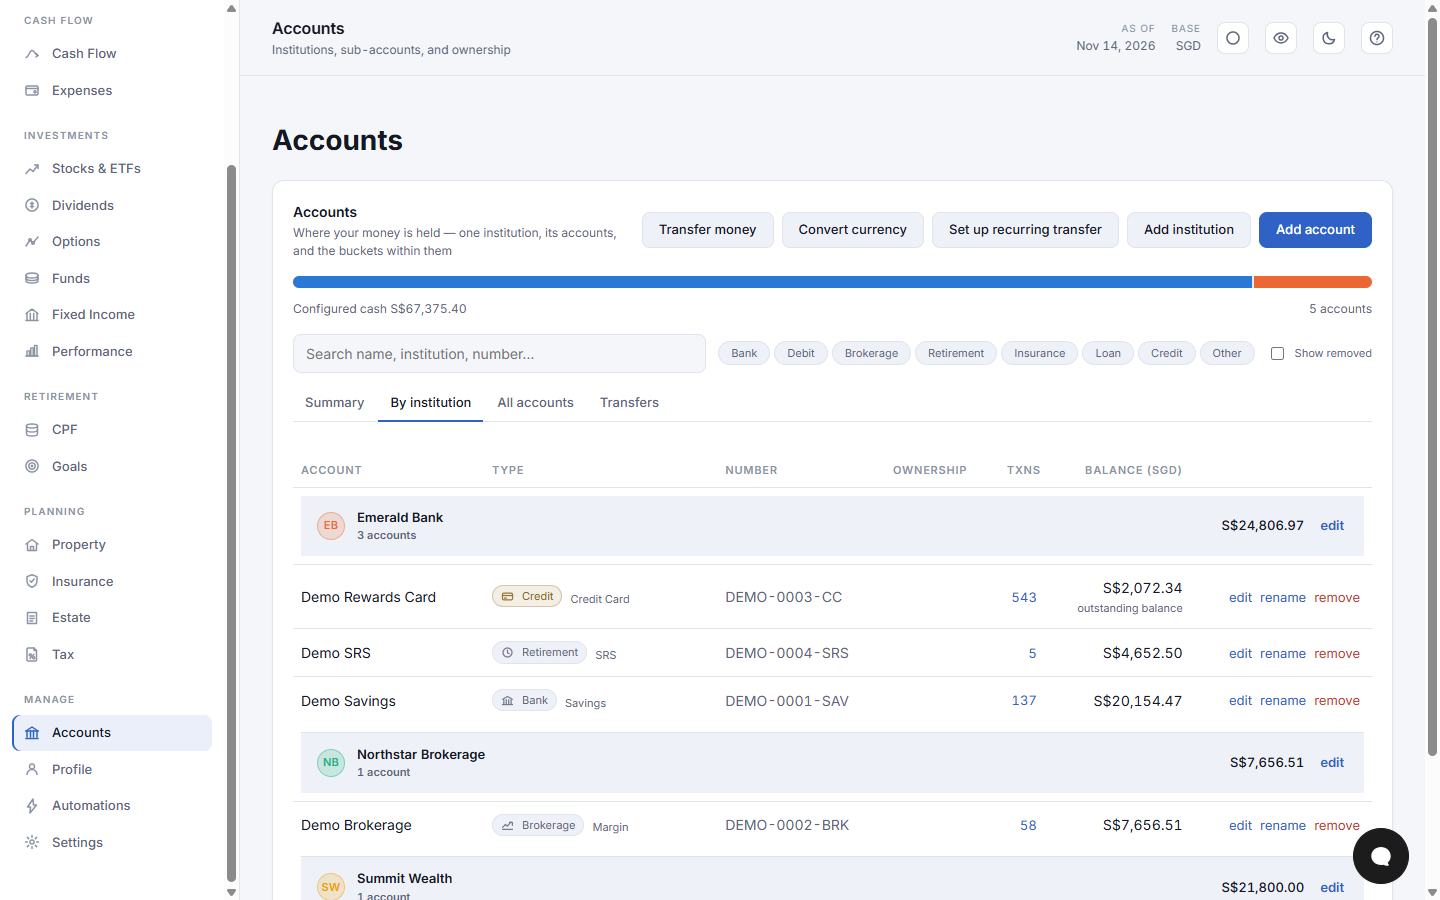 CASH FLOW
Cash Flow
Expenses
INVESTMENTS
Stocks & ETFs
Dividends
Options
Funds
Fixed Income
Performance
RETIREMENT
CPF
Goals
PLANNING
Property
Insurance
Estate
Tax
MANAGE
Accounts
Profile
Automations
Settings
Accounts
Institutions, sub-accounts, and ownership
AS OF
Nov 14, 2026
BASE
SGD
Accounts
Accounts
Where your money is held — one institution, its accounts,
and the buckets within them
Transfer money
Convert currency
Set up recurring transfer
Add institution
Add account
Configured cash S$67,375.40
5 accounts
Search name, institution, number...
Bank
Debit
Brokerage
Retirement
Insurance
Loan
Credit
Other
Show removed
Summary
By institution
All accounts
Transfers
ACCOUNT TYPE NUMBER OWNERSHIP TXNS BALANCE (SGD)
EB
Emerald Bank
3 accounts
S$24,806.97 edit
Demo Rewards Card Credit Credit Card DEMO-0003-CC 543 S$2,072.34 edit rename remove
outstanding balance
Demo SRS Retirement SRS DEMO-0004-SRS 5 S$4,652.50 edit rename remove
Demo Savings Bank Savings DEMO-0001-SAV 137 S$20,154.47 edit rename remove
NB
Northstar Brokerage
1 account
S$7,656.51 edit
Demo Brokerage Brokerage Margin DEMO-0002-BRK 58 S$7,656.51 edit rename remove
SW
Summit Wealth
1 account
S$21,800.00 edit